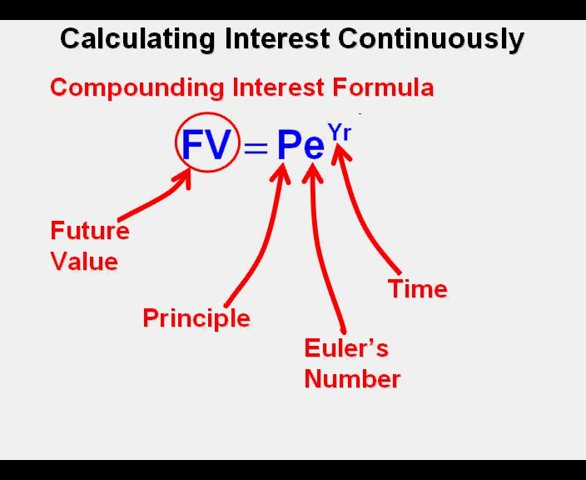 Calculating Interest Continuously
Compounding Interest Formula
FV = Pe^Yr
Future
Value
Principle
Time
Euler's
Number